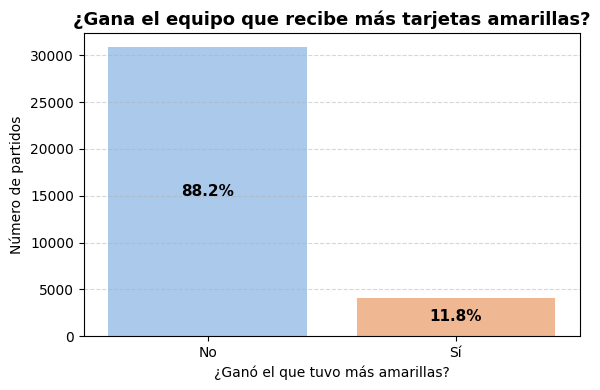 ¿Gana el equipo que recibe más tarjetas amarillas?
Número de partidos
30000
25000
20000
15000
10000
5000
0
88.2%
11.8%
No
Sí
¿Ganó el que tuvo más amarillas?